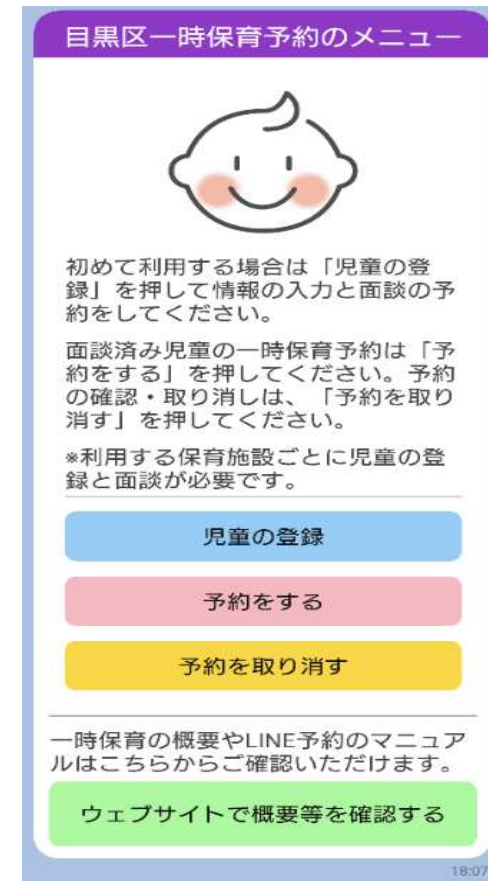 目黒区一時保育予約のメニュー
初めて利用する場合は「児童の登
録」を押して情報の入力と面談の予
約をしてください。
面談済み児童の一時保育予約は「予
約をする」を押してください。予約
の確認・取り消しは、「予約を取り
消す」を押してください。
*利用する保育施設ごとに児童の登
録と面談が必要です。
児童の登録
予約をする
予約を取り消す
一時保育の概要やLINE予約のマニュア
ルはこちらからご確認いただけます。
ウェブサイトで概要等を確認する
18:07